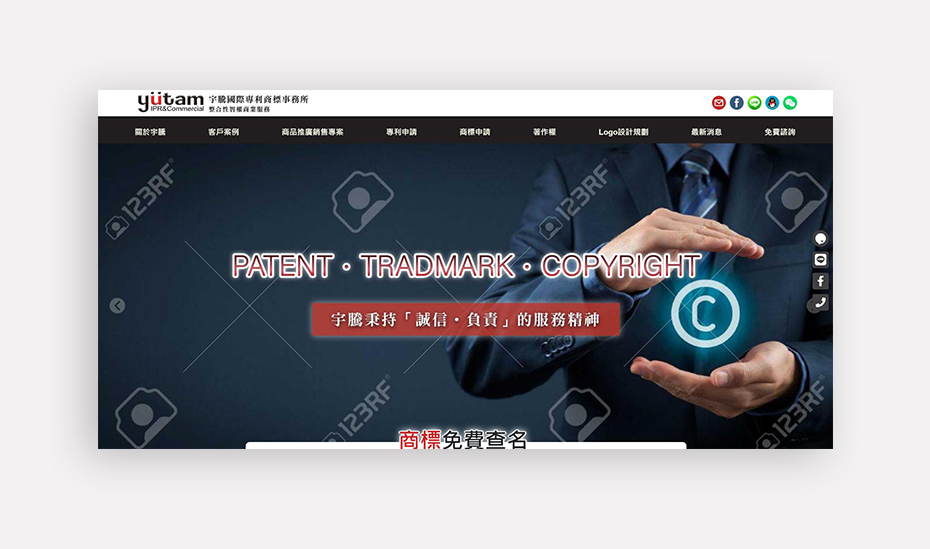 yütam 宇騰國際專利商標事務所
IPR&Commercial 整合性智權商業服務
關於宇騰 客戶案例 商品推廣銷售專案 專利申請 商標申請 著作權 Logo設計規劃 最新消息 免費諮詢
123RF® 123RF®
PATENT・TRADMARK・COPYRIGHT
宇騰秉持「誠信・負責」的服務精神
C
123RF® 123RF® 123RF®
商標免費查名